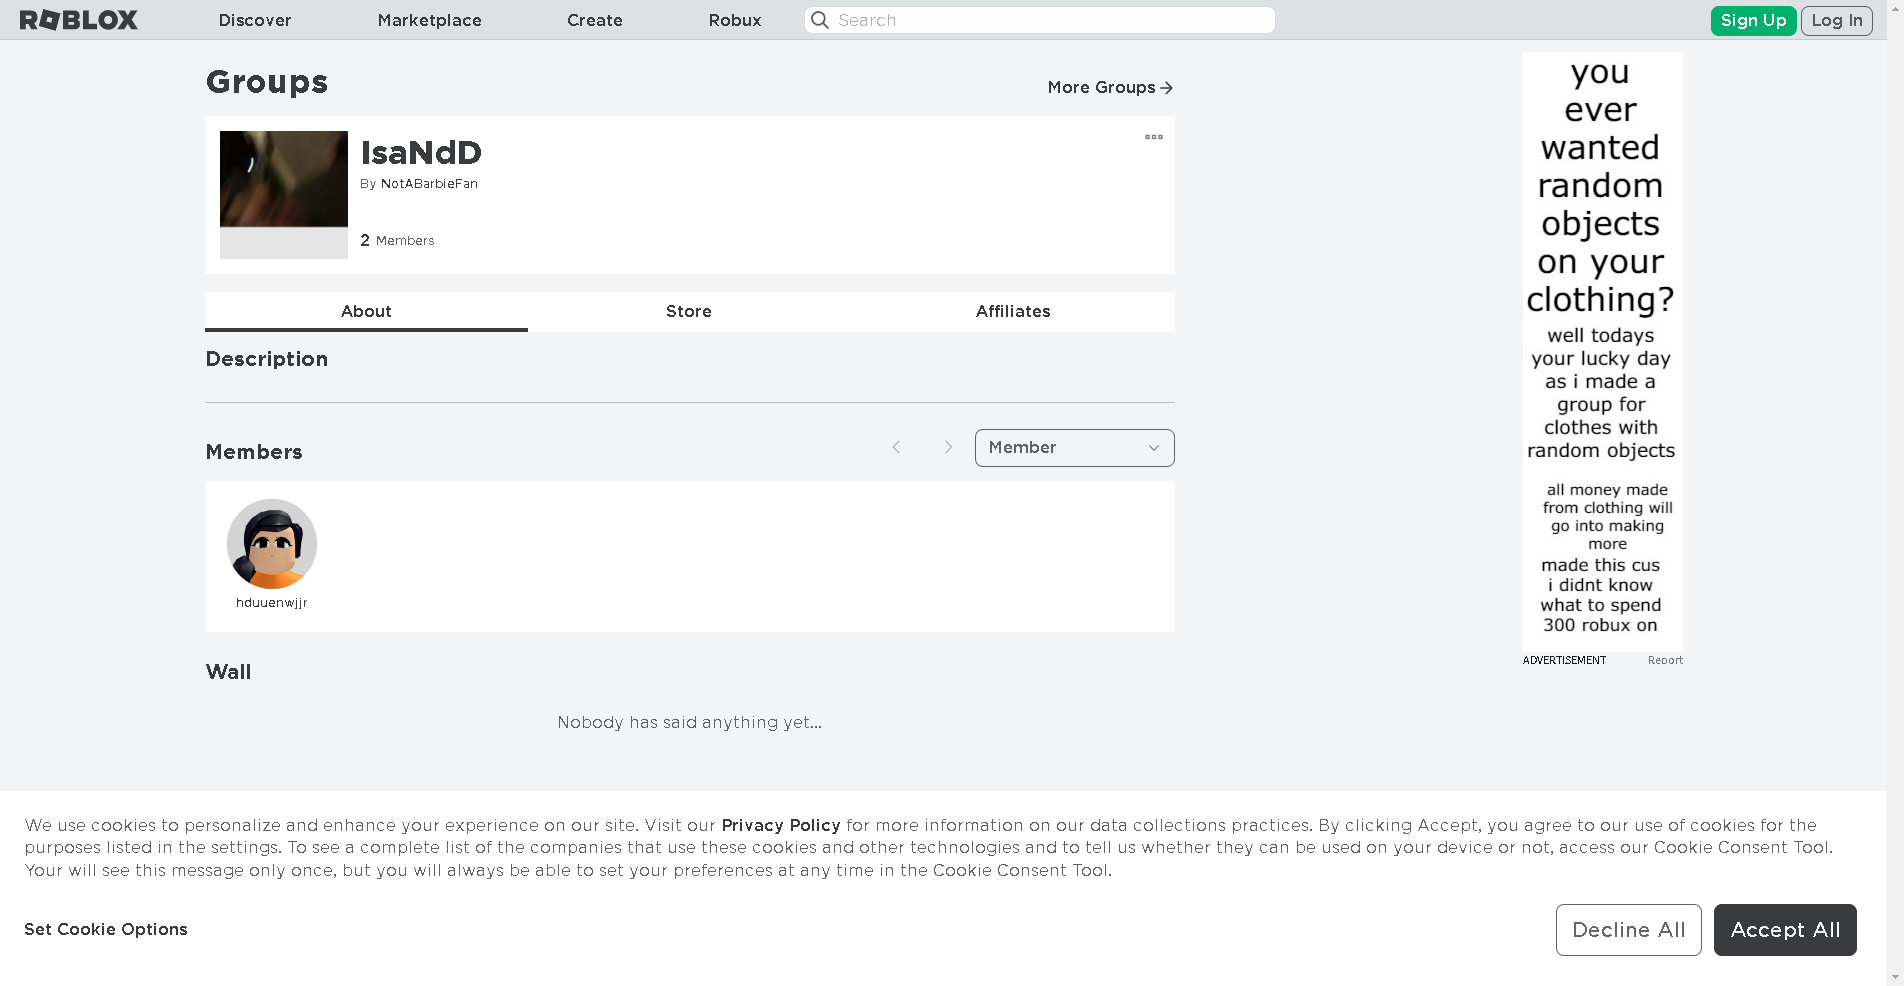 ROBLOX
Discover
Marketplace
Create
Robux
Search
Sign Up
Log In
Groups
More Groups
IsaNdD
By NotABarbieFan
2 Members
About
Store
Affiliates
Description
Members
Member
hduuenwjjr
Wall
Nobody has said anything yet...
you
ever
wanted
random
objects
on your
clothing?
well todays
your lucky day
as i made a
group for
clothes with
random objects
all money made
from clothing will
go into making
more
made this cus
i didnt know
what to spend
300 robux on
ADVERTISEMENT
Report
We use cookies to personalize and enhance your experience on our site. Visit our Privacy Policy for more information on our data collections practices. By clicking Accept, you agree to our use of cookies for the
purposes listed in the settings. To see a complete list of the companies that use these cookies and other technologies and to tell us whether they can be used on your device or not, access our Cookie Consent Tool.
Your will see this message only once, but you will always be able to set your preferences at any time in the Cookie Consent Tool.
Set Cookie Options
Decline All
Accept All